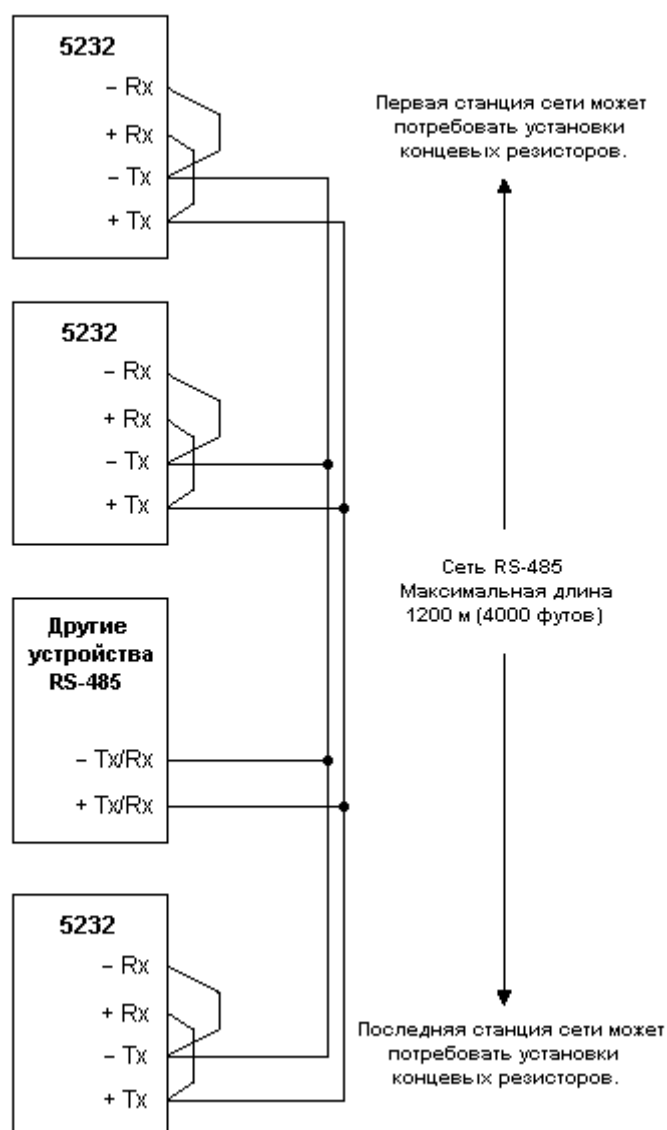 5232
– Rx
+ Rx
– Tx
+ Tx
Первая станция сети может
потребовать установки
концевых резисторов.
5232
– Rx
+ Rx
– Tx
+ Tx
Сеть RS-485
Максимальная длина
1200 м (4000 футов)
Другие
устройства
RS-485
– Tx/Rx
+ Tx/Rx
5232
– Rx
+ Rx
– Tx
+ Tx
Последняя станция сети может
потребовать установки
концевых резисторов.